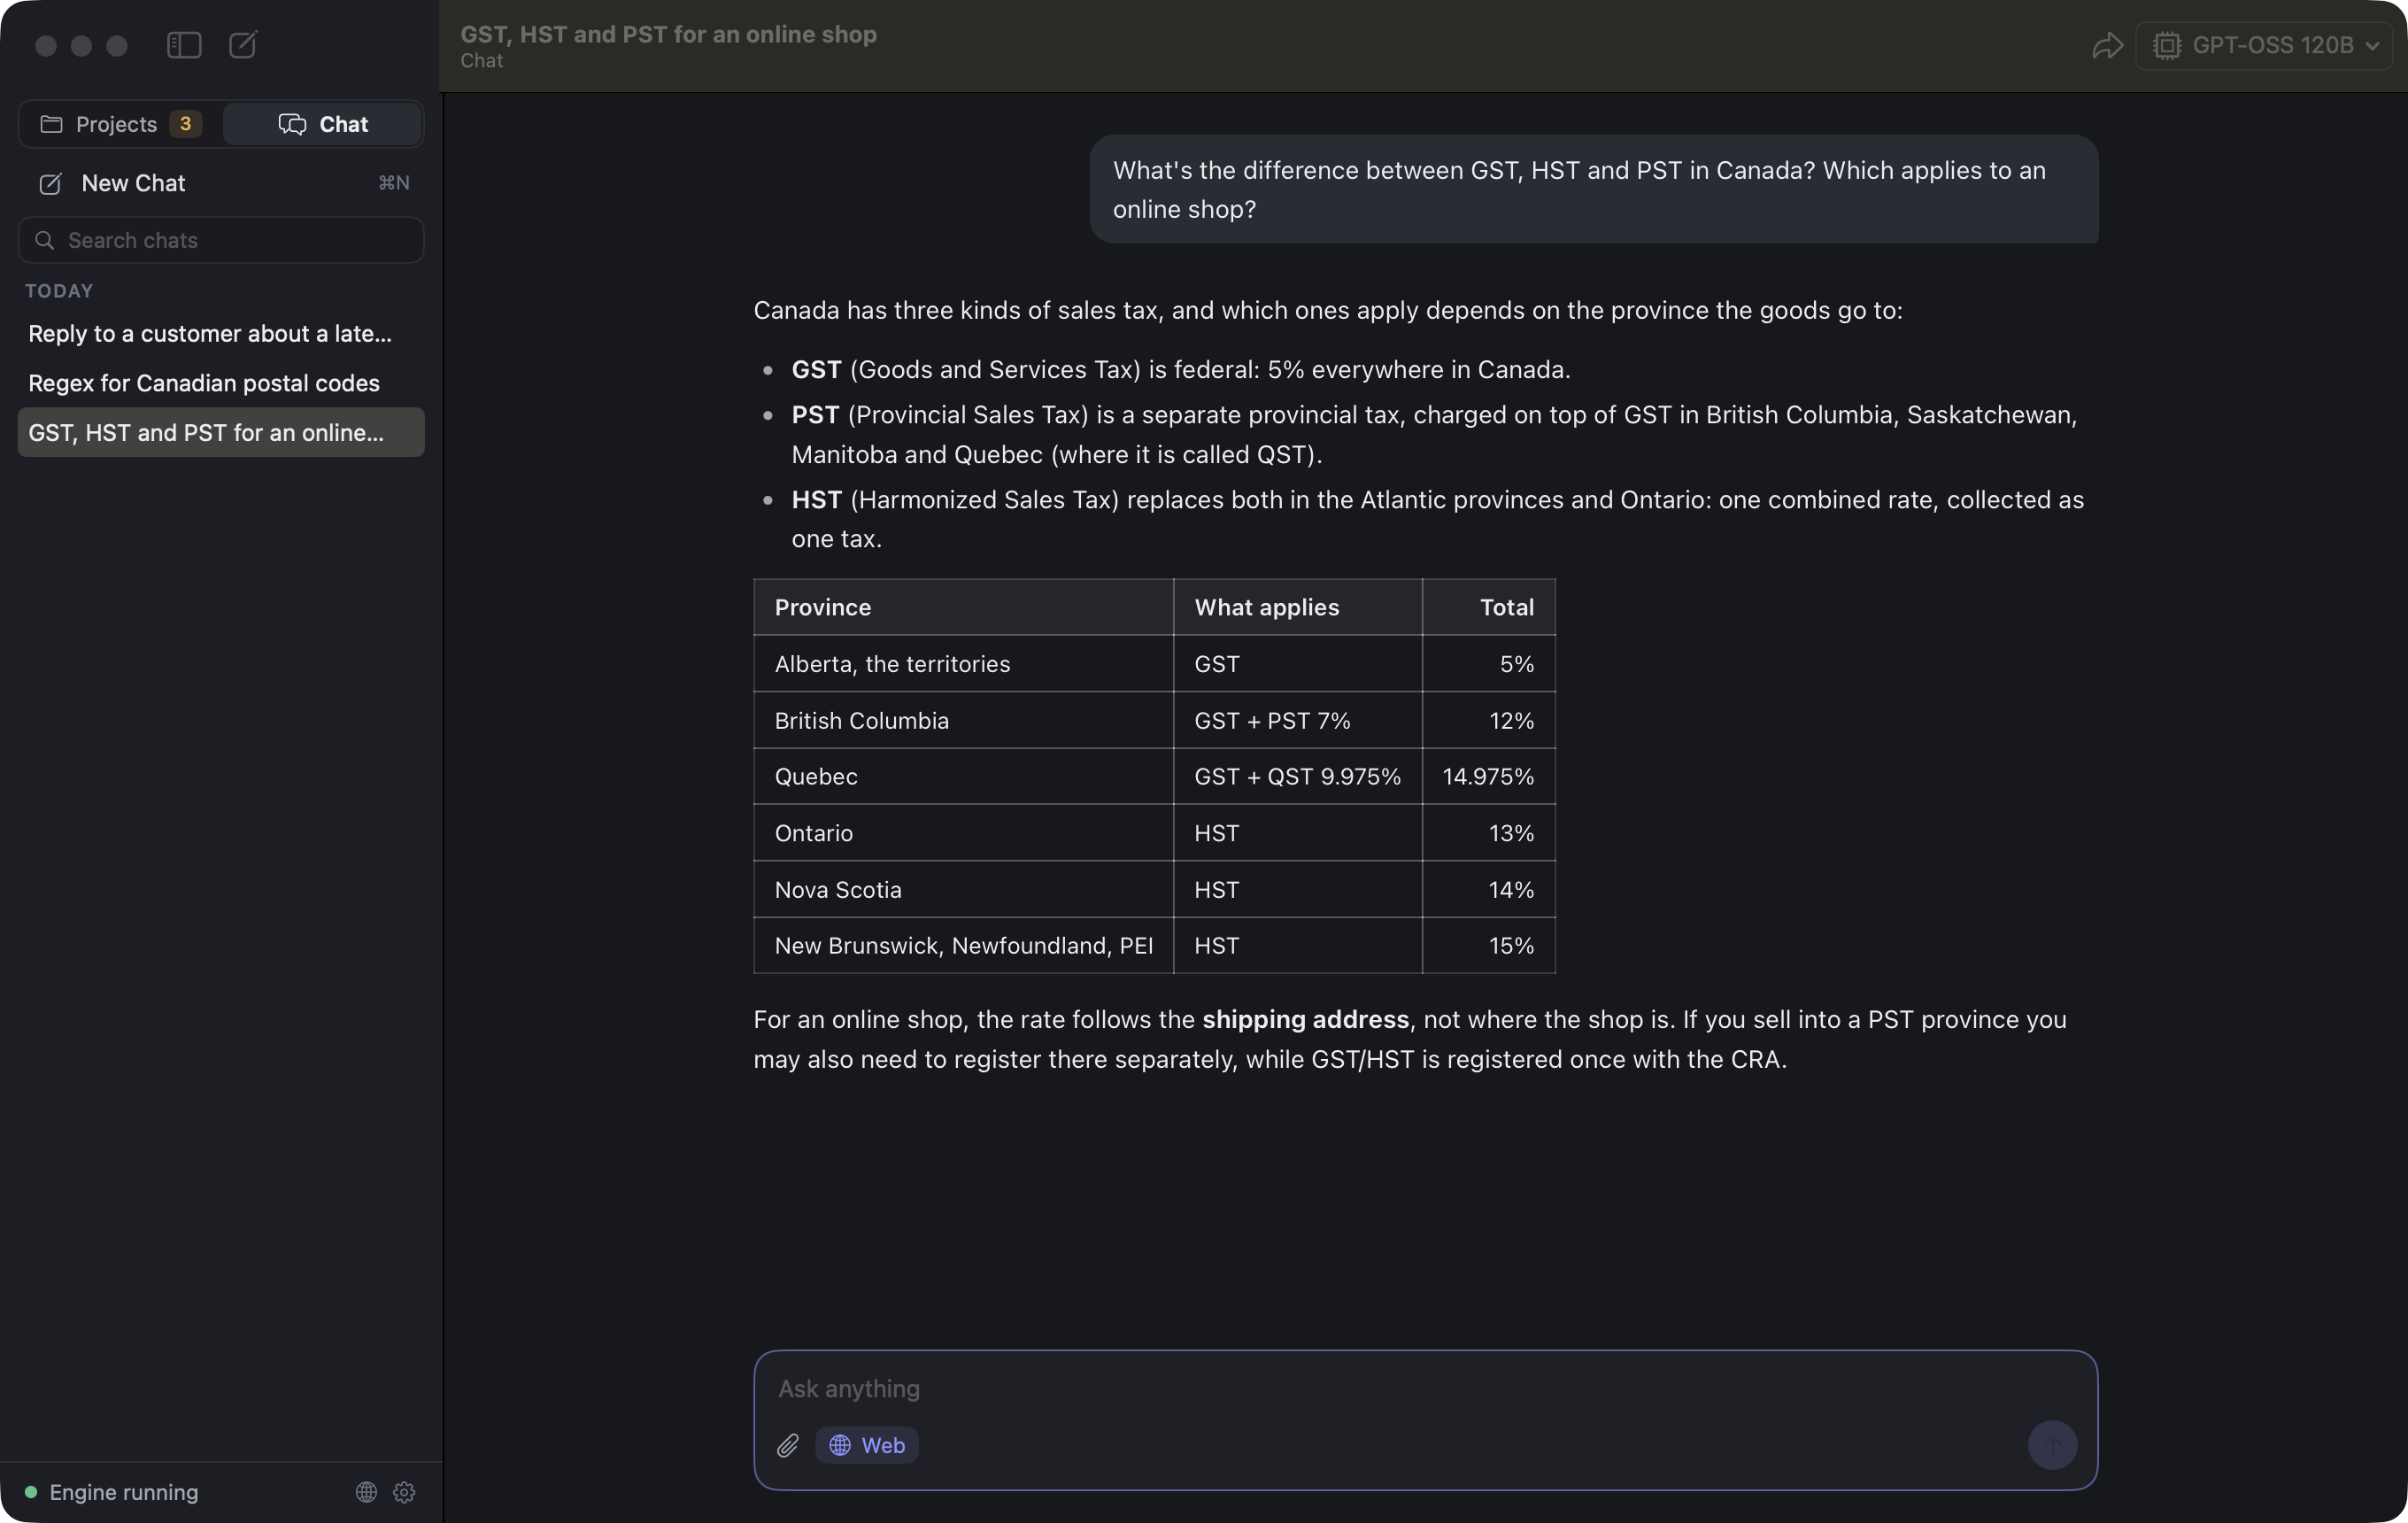 GST, HST and PST for an online shop
Chat
GPT-OSS 120B
Projects 3
Chat
New Chat ⌘N
Search chats
TODAY
Reply to a customer about a late...
Regex for Canadian postal codes
GST, HST and PST for an online...
What's the difference between GST, HST and PST in Canada? Which applies to an
online shop?
Canada has three kinds of sales tax, and which ones apply depends on the province the goods go to:
• GST (Goods and Services Tax) is federal: 5% everywhere in Canada.
• PST (Provincial Sales Tax) is a separate provincial tax, charged on top of GST in British Columbia, Saskatchewan,
Manitoba and Quebec (where it is called QST).
• HST (Harmonized Sales Tax) replaces both in the Atlantic provinces and Ontario: one combined rate, collected as
one tax.
Province What applies Total
Alberta, the territories GST 5%
British Columbia GST + PST 7% 12%
Quebec GST + QST 9.975% 14.975%
Ontario HST 13%
Nova Scotia HST 14%
New Brunswick, Newfoundland, PEI HST 15%
For an online shop, the rate follows the shipping address, not where the shop is. If you sell into a PST province you
may also need to register there separately, while GST/HST is registered once with the CRA.
Ask anything
Web
Engine running